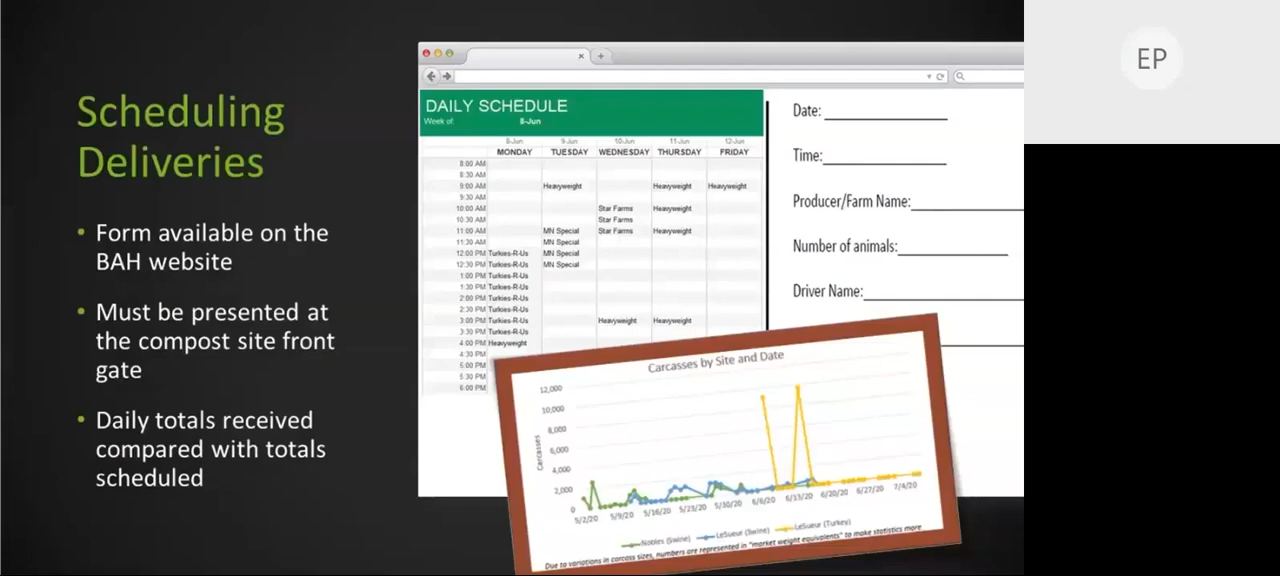 Scheduling
Deliveries
• Form available on the
BAH website
• Must be presented at
the compost site front
gate
• Daily totals received
compared with totals
scheduled
DAILY SCHEDULE
Week of: 8-Jun
8-Jun 9-Jun 10-Jun 11-Jun 12-Jun
MONDAY TUESDAY WEDNESDAY THURSDAY FRIDAY
8:00 AM
8:30 AM
9:00 AM Heavyweight Heavyweight Heavyweight
9:30 AM
10:00 AM Star Farms Heavyweight
10:30 AM Star Farms
11:00 AM MN Special Star Farms Heavyweight
11:30 AM MN Special
12:00 PM Turkies-R-Us MN Special
12:30 PM Turkies-R-Us MN Special
1:00 PM Turkies-R-Us
1:30 PM Turkies-R-Us
2:00 PM Turkies-R-Us
2:30 PM Turkies-R-Us
3:00 PM Turkies-R-Us Heavyweight Heavyweight
3:30 PM Turkies-R-Us
4:00 PM Heavyweight
4:30 PM
5:00 PM
5:30 PM
6:00 PM
Date:
Time:
Producer/Farm Name:
Number of animals:
Driver Name:
Carcasses by Site and Date
Carcasses
12,000
10,000
8,000
6,000
4,000
2,000
0
5/2/20 5/9/20 5/16/20 5/23/20 5/30/20 6/6/20 6/13/20 6/20/20 6/27/20 7/4/20
Nobles (Swine) LeSueur (Swine) LeSueur (Turkey)
Due to variations in carcass sizes, numbers are represented in "market weight equivalents" to make statistics more
EP